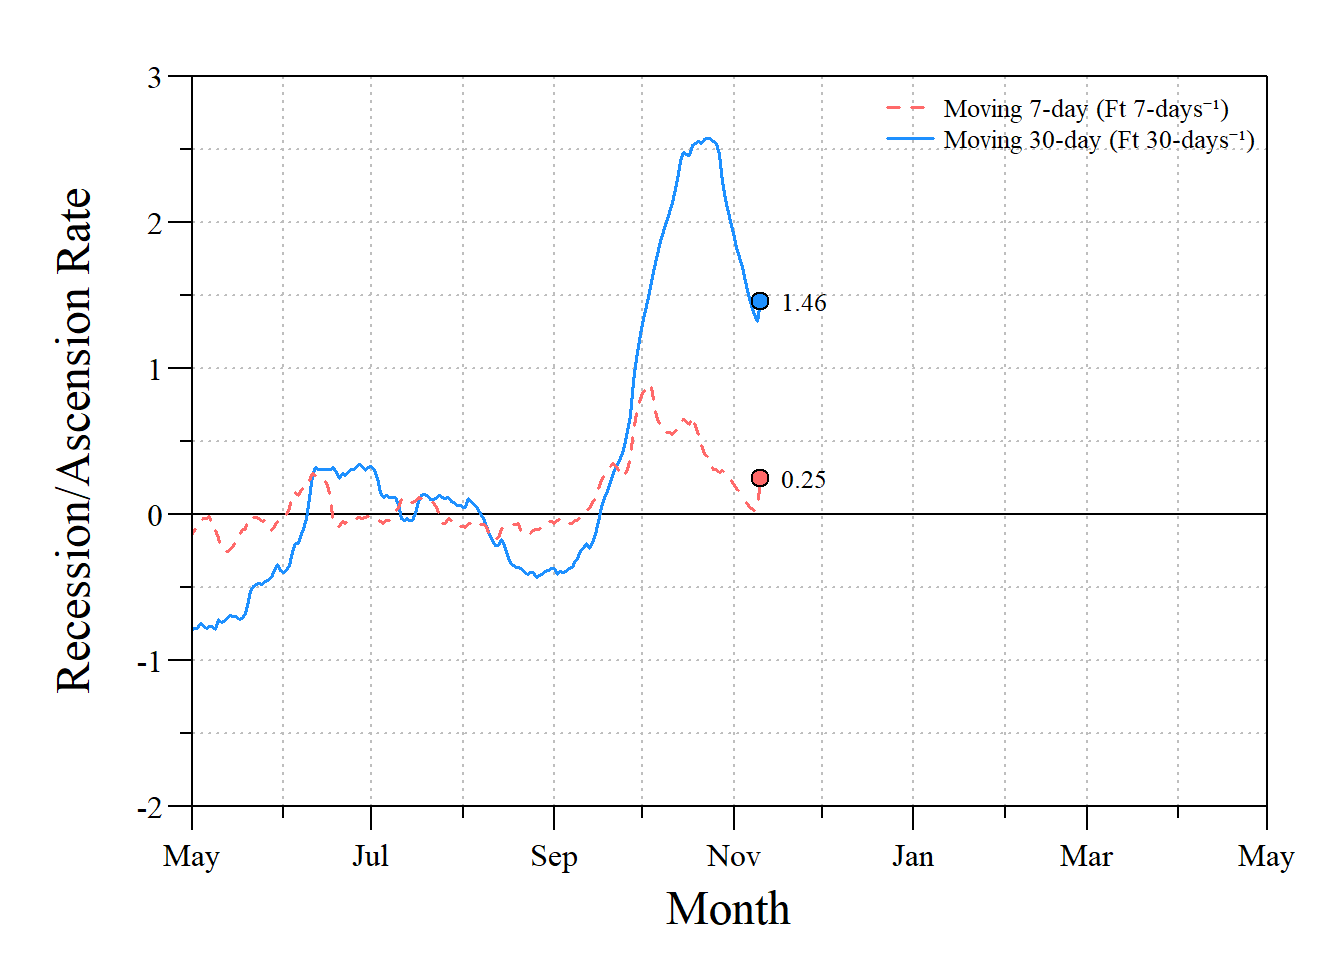 3
2
1
0
-1
-2
Recession/Ascension Rate
Moving 7-day (Ft 7-days⁻¹)
Moving 30-day (Ft 30-days⁻¹)
1.46
0.25
May Jul Sep Nov Jan Mar May
Month